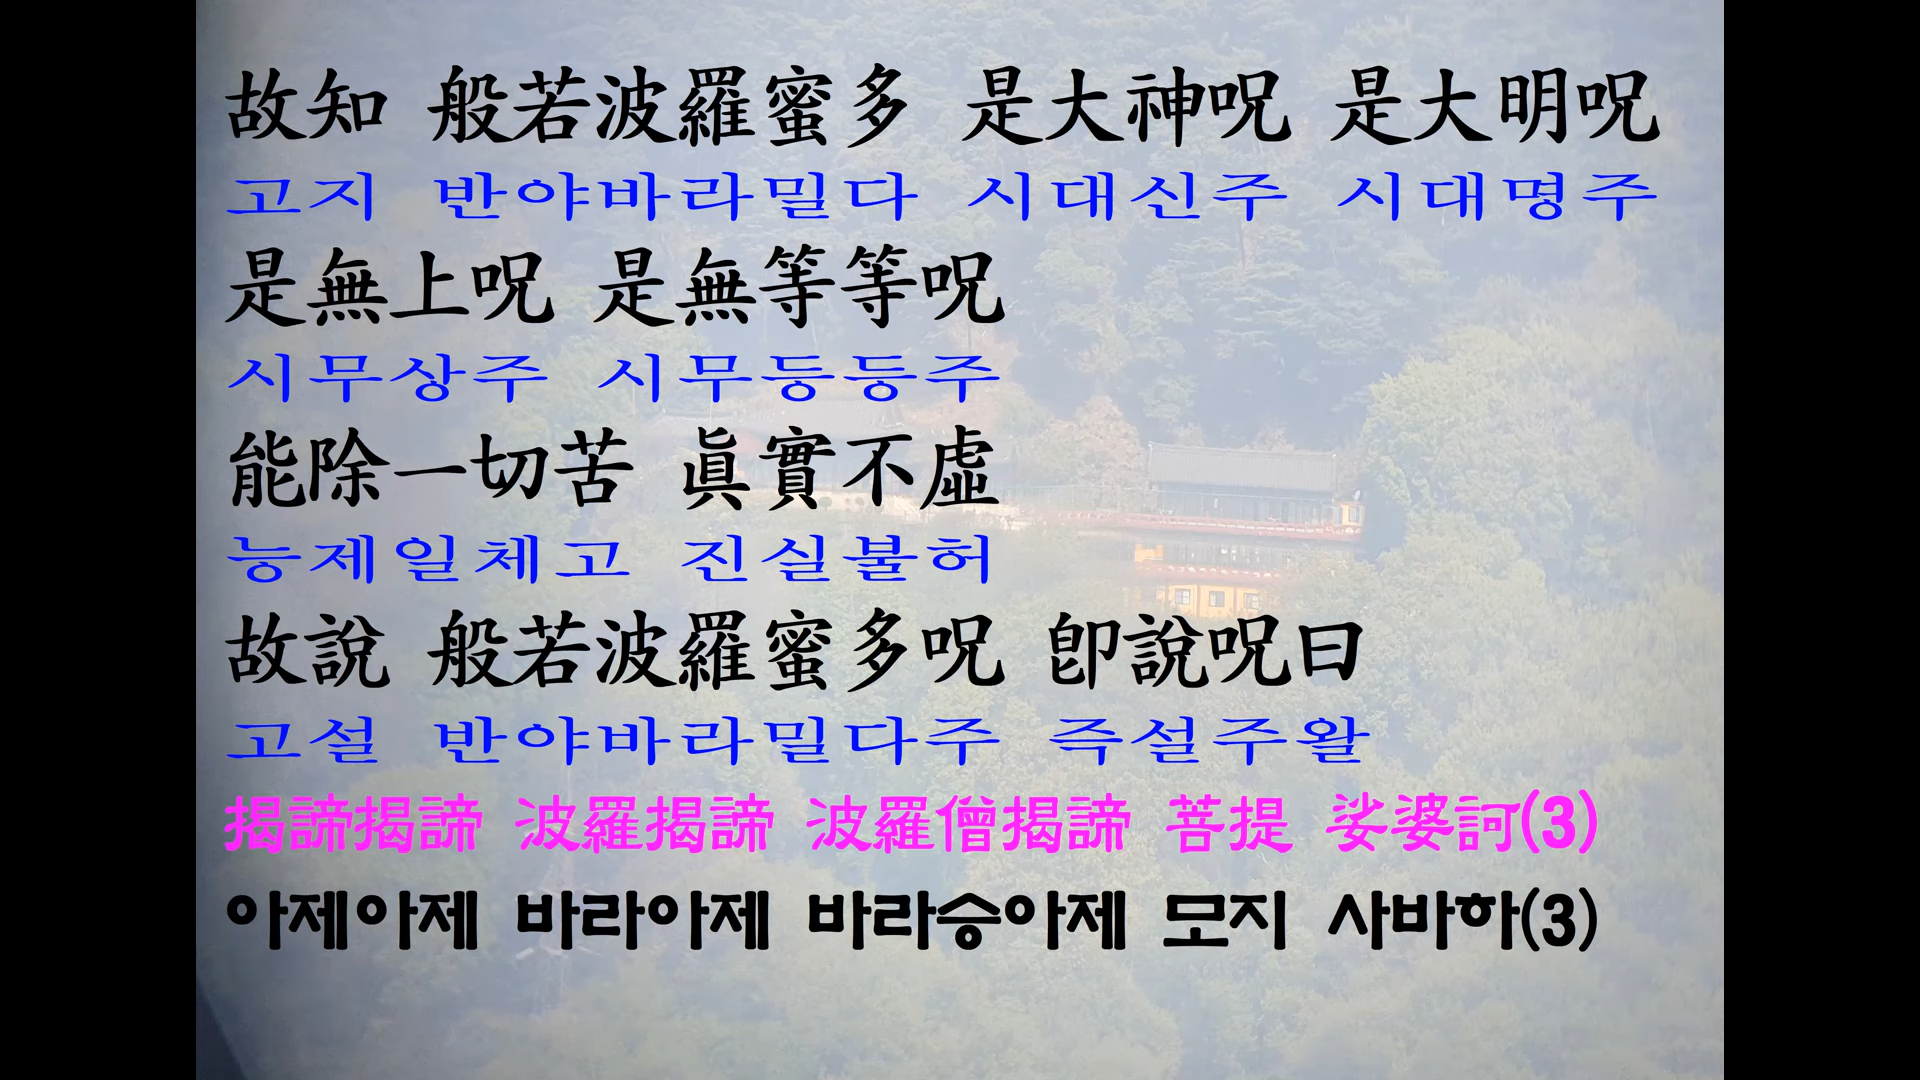 故知 般若波羅蜜多 是大神呪 是大明呪
고지 반야바라밀다 시대신주 시대명주
是無上呪 是無等等呪
시무상주 시무등등주
能除一切苦 眞實不虛
능제일체고 진실불허
故說 般若波羅蜜多呪 卽說呪曰
고설 반야바라밀다주 즉설주왈
揭諦揭諦 波羅揭諦 波羅僧揭諦 菩提 娑婆訶(3)
아제아제 바라아제 바라승아제 모지 사바하(3)